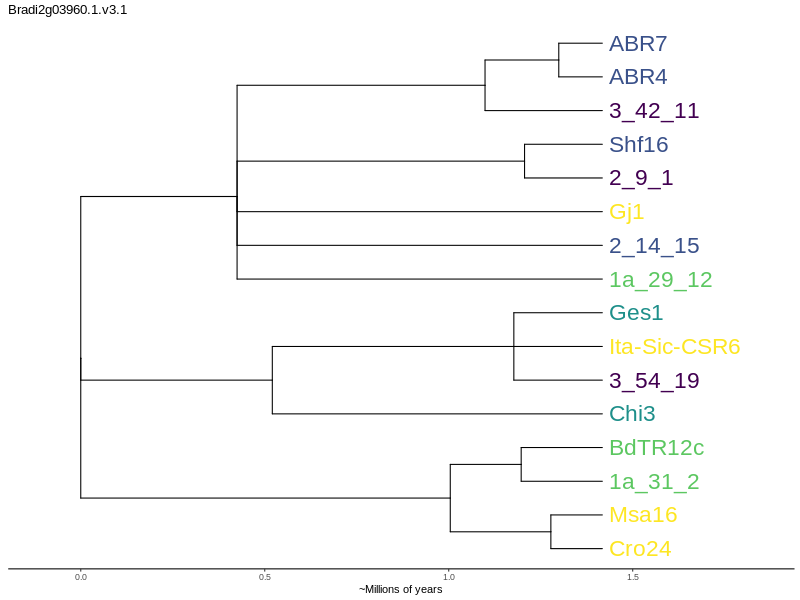 Bradi2g03960.1.v3.1
ABR7
ABR4
3_42_11
Shf16
2_9_1
Gj1
2_14_15
1a_29_12
Ges1
Ita-Sic-CSR6
3_54_19
Chi3
BdTR12c
1a_31_2
Msa16
Cro24
0.0 0.5 1.0 1.5
~Millions of years